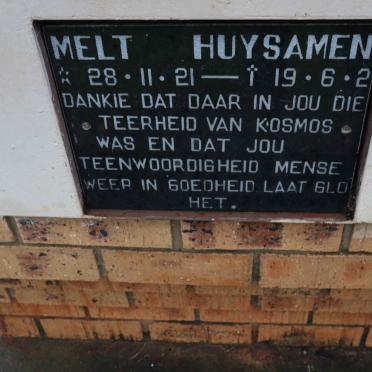 MELT HUYSAMEN
☆ 28·11·21 — † 19·6·2
DANKIE DAT DAAR IN JOU DIE
TEERHEID VAN KOSMOS
WAS EN DAT JOU
TEENWOORDIGHEID MENSE
WEER IN GOEDHEID LAAT GLO
HET.